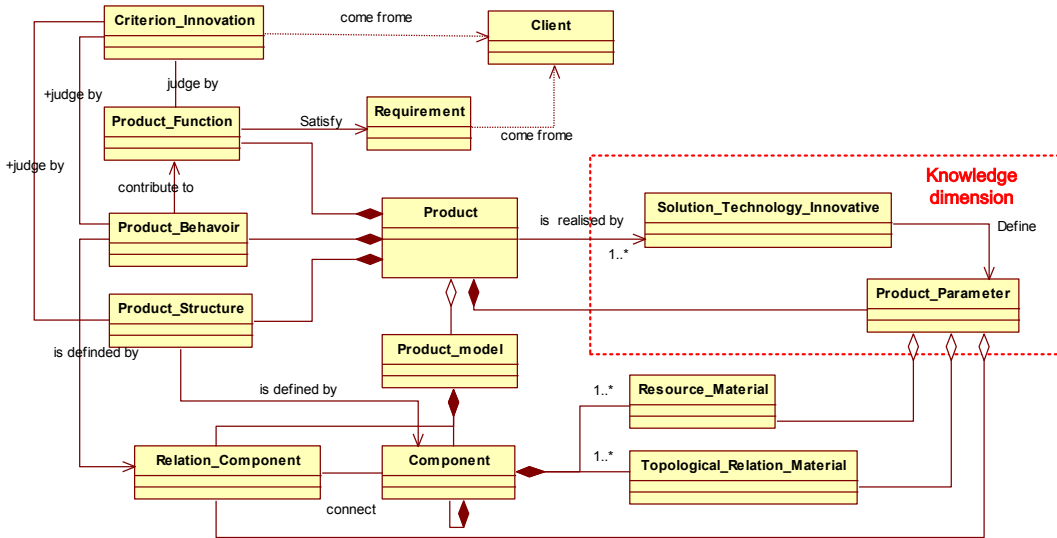 Criterion_Innovation
come frome
Client
judge by
+judge by
Product_Function
Satisfy
Requirement
come frome
+judge by
contribute to
Knowledge
dimension
Product
is realised by
Solution_Technology_Innovative
1..*
Define
Product_Behavoir
Product_Structure
Product_Parameter
is definded by
Product_model
is defined by
1..*
Resource_Material
Relation_Component
Component
1..*
Topological_Relation_Material
connect